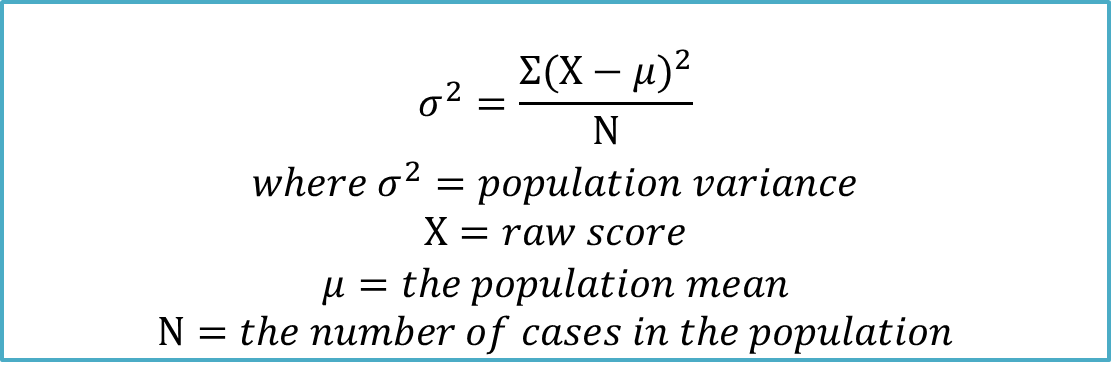 σ² = Σ(X − μ)² / N
where σ² = population variance
X = raw score
μ = the population mean
N = the number of cases in the population